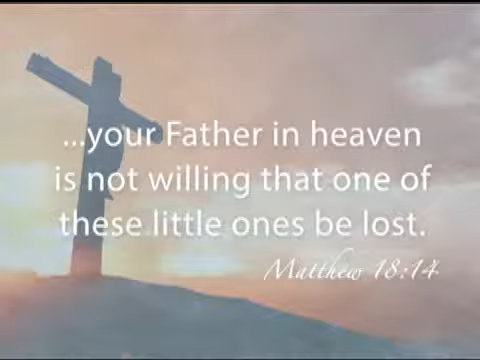 ...your Father in heaven
is not willing that one of
these little ones be lost.
Matthew 18:14